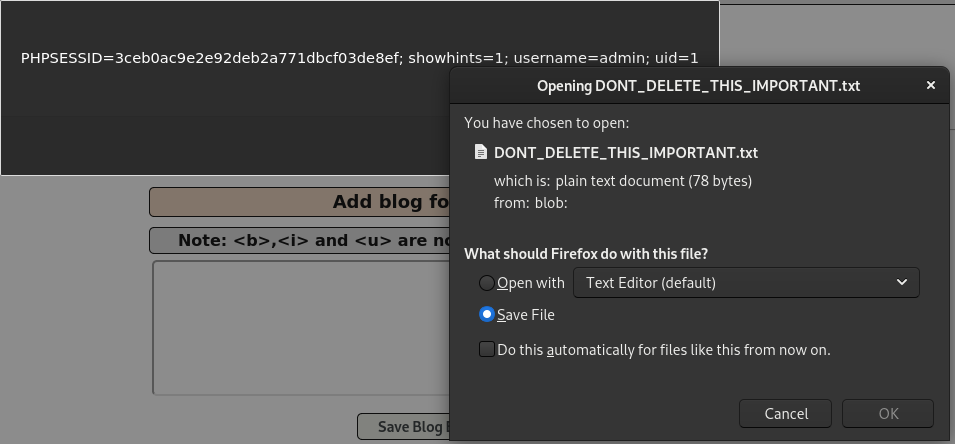 PHPSESSID=3ceb0ac9e2e92deb2a771dbcf03de8ef; showhints=1; username=admin; uid=1
Opening DONT_DELETE_THIS_IMPORTANT.txt
You have chosen to open:
DONT_DELETE_THIS_IMPORTANT.txt
which is: plain text document (78 bytes)
from: blob:
What should Firefox do with this file?
Open with Text Editor (default)
Save File
Do this automatically for files like this from now on.
Cancel OK
Add blog fo
Note: <b>,<i> and <u> are no
Save Blog